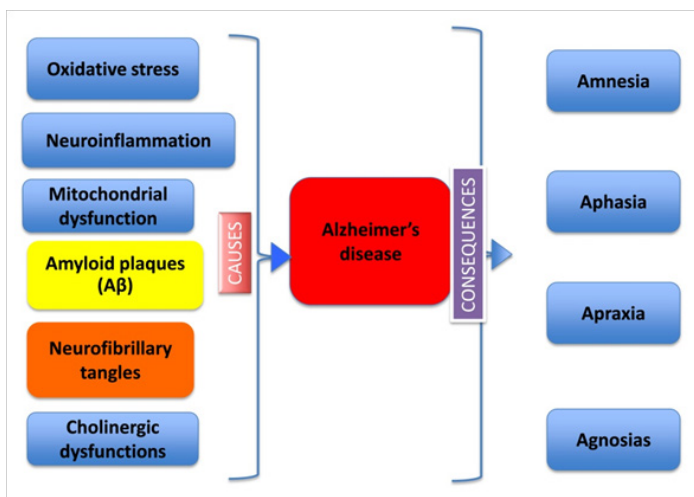 Oxidative stress
Neuroinflammation
Mitochondrial
dysfunction
Amyloid plaques
(Aβ)
Neurofibrillary
tangles
Cholinergic
dysfunctions
CAUSES
Alzheimer's
disease
CONSEQUENCES
Amnesia
Aphasia
Apraxia
Agnosias